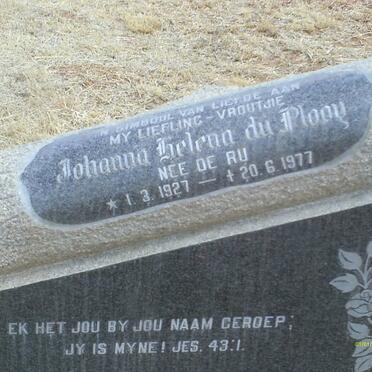 'N SIMBOOL VAN LIEFDE AAN
MY LIEFLING-VROUTJIE
Johanna Helena du Plooy
NEE DE RU
* 1.3.1927 — + 20.6.1977
EK HET JOU BY JOU NAAM GEROEP;
JY IS MYNE! JES. 43:1.